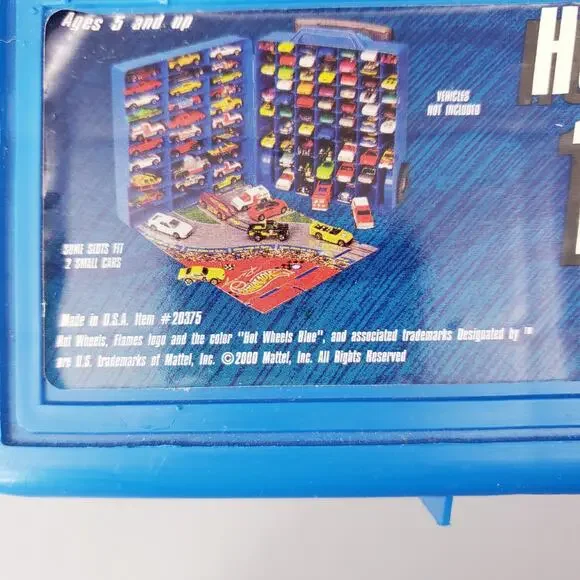 Ages 5 and up
VEHICLES
NOT INCLUDED
SOME SLOTS FIT
2 SMALL CARS
Made in U.S.A. Item #20375
Hot Wheels, Flames logo and the color "Hot Wheels Blue", and associated trademarks Designated by ™
are U.S. trademarks of Mattel, Inc. ©2000 Mattel, Inc. All Rights Reserved